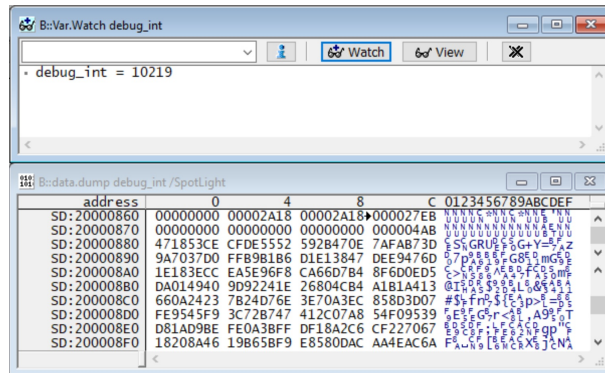 B::Var.Watch debug_int
Watch View
debug_int = 10219
B::data.dump debug_int /SpotLight
address 0 4 8 C 0123456789ABCDEF
SD:20000860 00000000 00002A18 00002A18 000027EB
SD:20000870 00000000 00000000 00000000 000004AB
SD:20000880 471853CE CFDE5552 592B470E 7AFAB73D
SD:20000890 9A7037D0 FFB9B1B6 D1E13847 DEE9476D
SD:200008A0 1E183ECC EA5E96F8 CA66D7B4 8F6D0ED5
SD:200008B0 DA014940 9D92241E 26804CB4 A1B1A413
SD:200008C0 660A2423 7B24D76E 3E70A3EC 858D3D07
SD:200008D0 FE9545F9 3C72B747 412C07A8 54F09539
SD:200008E0 D81AD9BE FE0A3BFF DF18A2C6 CF227067
SD:200008F0 18208A46 19B65BF9 E8580DAC AA4EAC6A